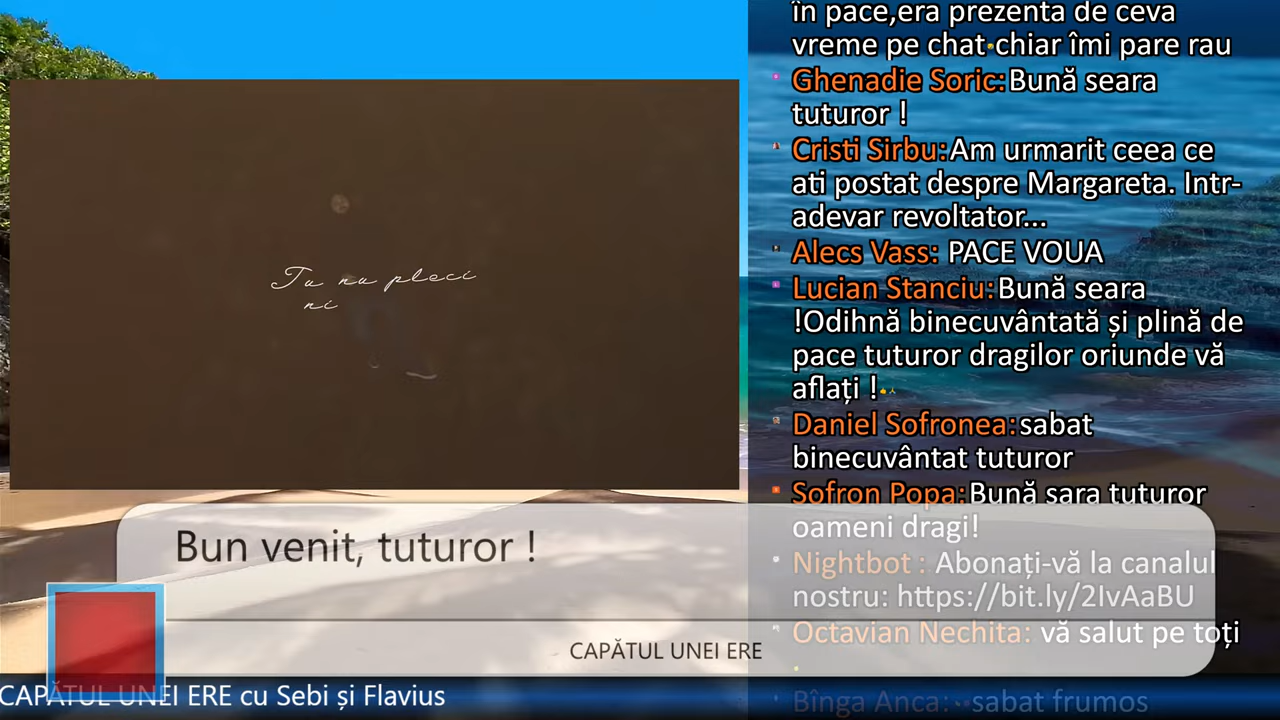 Tu nu pleci
ni
în pace,era prezenta de ceva
vreme pe chat chiar îmi pare rau
Ghenadie Soric:Bună seara
tuturor !
Cristi Sirbu:Am urmarit ceea ce
ati postat despre Margareta. Intr-
adevar revoltator...
Alecs Vass: PACE VOUA
Lucian Stanciu:Bună seara
!Odihnă binecuvântată și plină de
pace tuturor dragilor oriunde vă
aflați !
Daniel Sofronea:sabat
binecuvântat tuturor
Sofron Popa:Bună sara tuturor
oameni dragi!
Nightbot : Abonați-vă la canalul
nostru: https://bit.ly/2IvAaBU
Octavian Nechita: vă salut pe toți
Bînga Anca: sabat frumos
Bun venit, tuturor !
CAPĂTUL UNEI ERE
CAPĂTUL UNEI ERE cu Sebi și Flavius